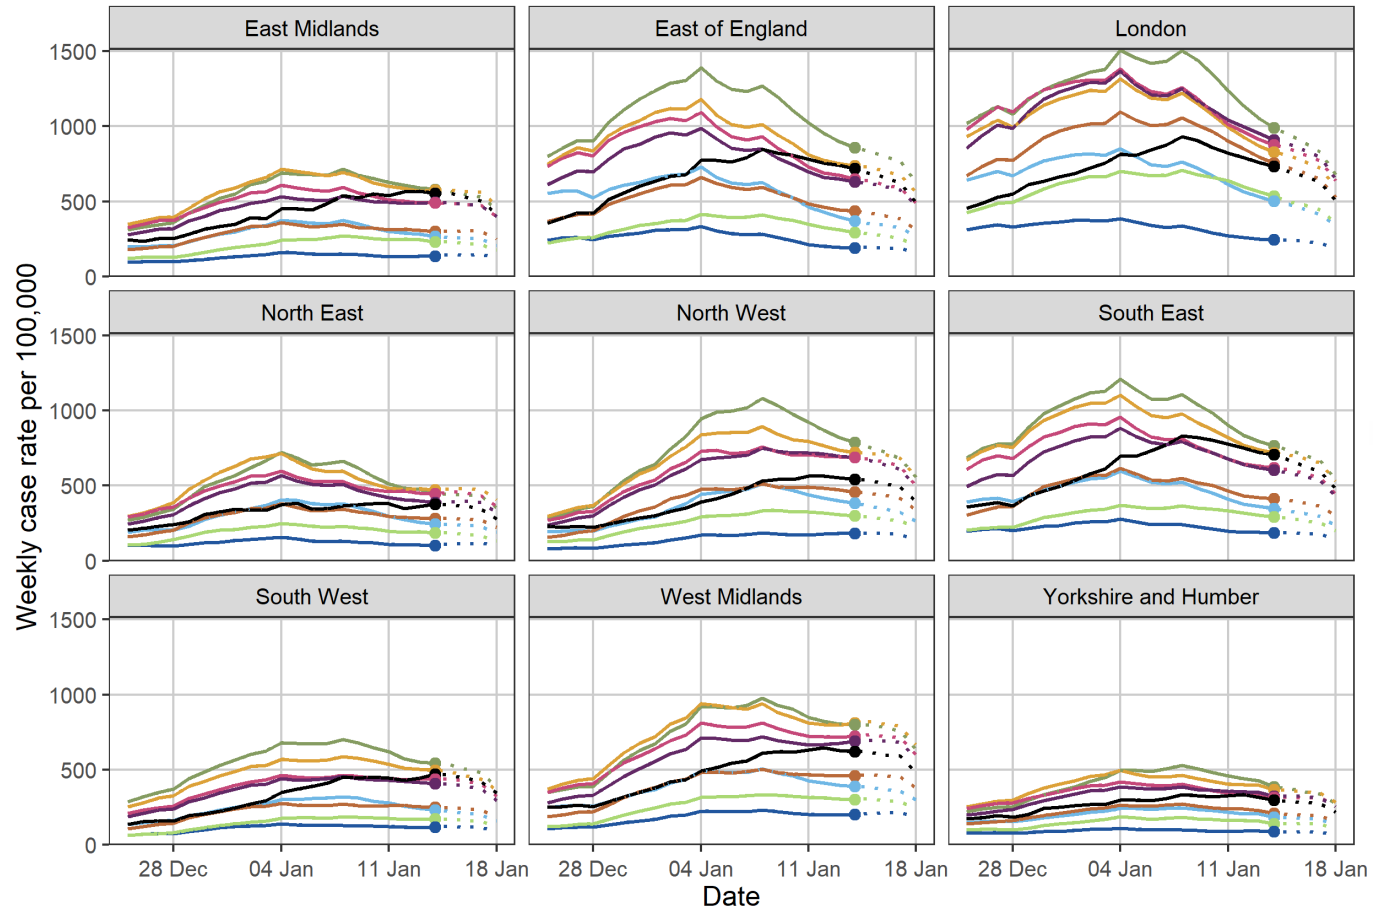 Weekly case rate per 100,000
East Midlands
East of England
London
1500
1000
500
0
North East
North West
South East
1500
1000
500
0
South West
West Midlands
Yorkshire and Humber
1500
1000
500
0
28 Dec 04 Jan 11 Jan 18 Jan
28 Dec 04 Jan 11 Jan 18 Jan
28 Dec 04 Jan 11 Jan 18 Jan
Date